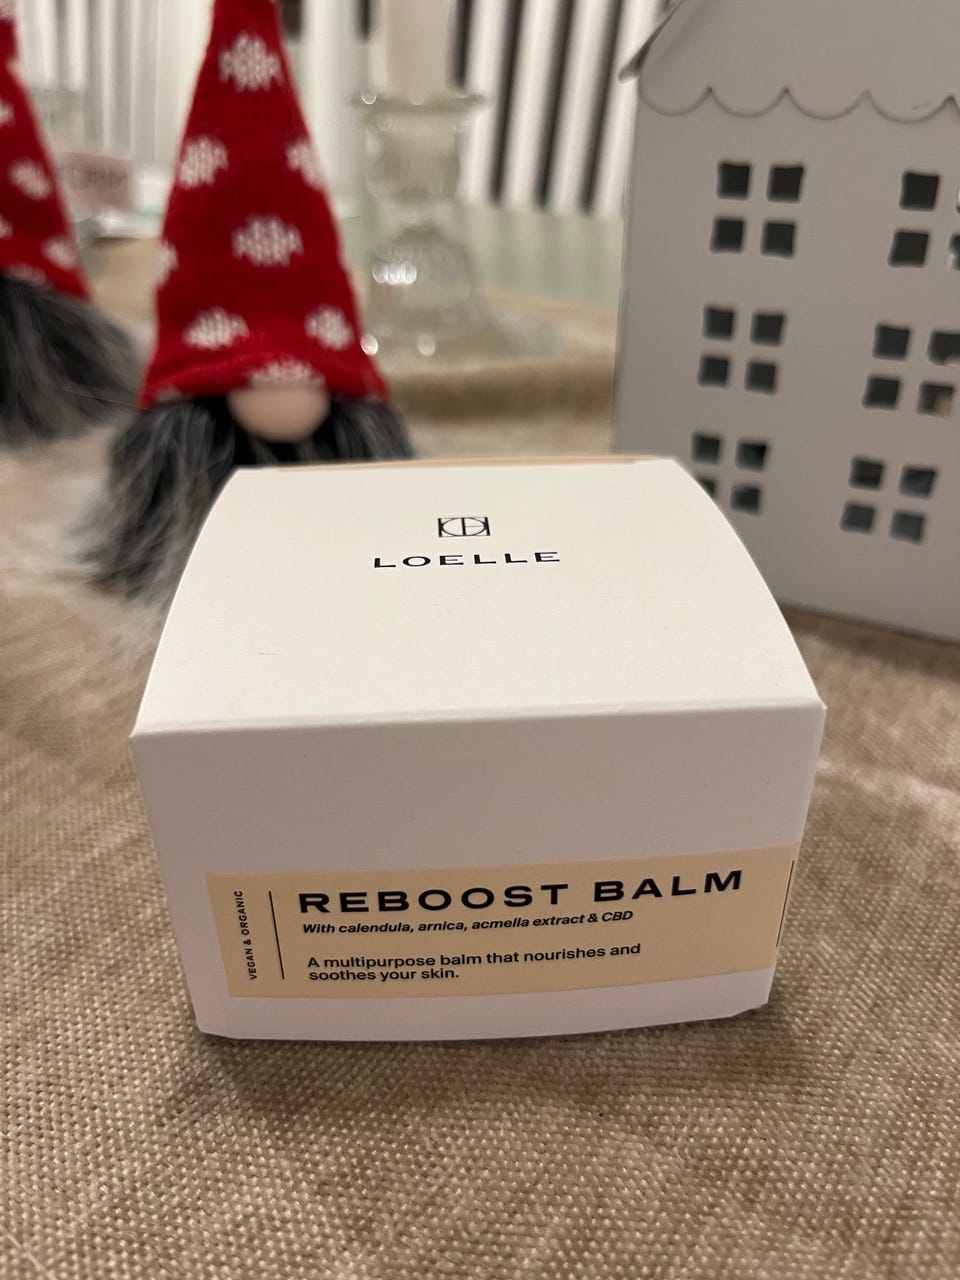 LOELLE
VEGAN & ORGANIC
REBOOST BALM
With calendula, arnica, acmella extract & CBD
A multipurpose balm that nourishes and
soothes your skin.